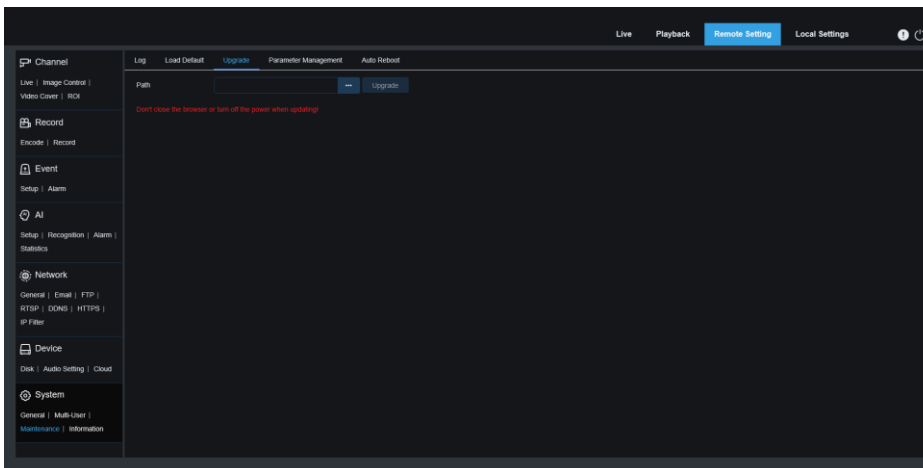 Live Playback Remote Setting Local Settings
Channel
Live | Image Control |
Video Cover | ROI
Record
Encode | Record
Event
Setup | Alarm
AI
Setup | Recognition | Alarm |
Statistics
Network
General | Email | FTP |
RTSP | DDNS | HTTPS |
IP Filter
Device
Disk | Audio Setting | Cloud
System
General | Multi-User |
Maintenance | Information
Log Load Default Upgrade Parameter Management Auto Reboot
Path ... Upgrade
Don't close the browser or turn off the power when updating!